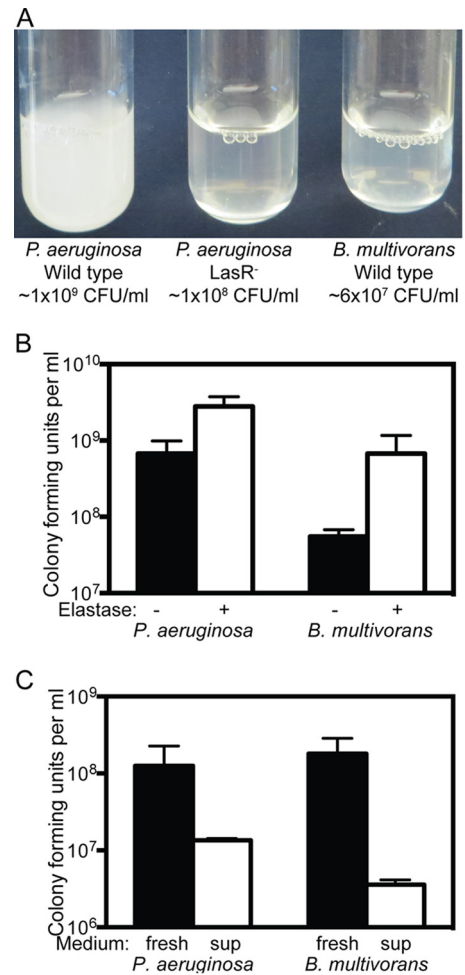 A
P. aeruginosa
Wild type
~1x10⁹ CFU/ml
P. aeruginosa
LasR⁻
~1x10⁸ CFU/ml
B. multivorans
Wild type
~6x10⁷ CFU/ml
B
Colony forming units per ml
10¹⁰
10⁹
10⁸
10⁷
Elastase: - + - +
P. aeruginosa B. multivorans
C
Colony forming units per ml
10⁹
10⁸
10⁷
10⁶
Medium: fresh sup fresh sup
P. aeruginosa B. multivorans